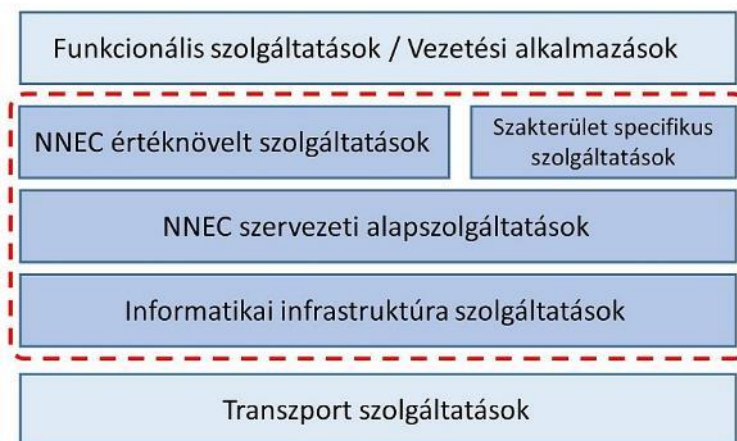 Funkcionális szolgáltatások / Vezetési alkalmazások
NNEC értéknövelt szolgáltatások
Szakterület specifikus
szolgáltatások
NNEC szervezeti alapszolgáltatások
Informatikai infrastruktúra szolgáltatások
Transzport szolgáltatások